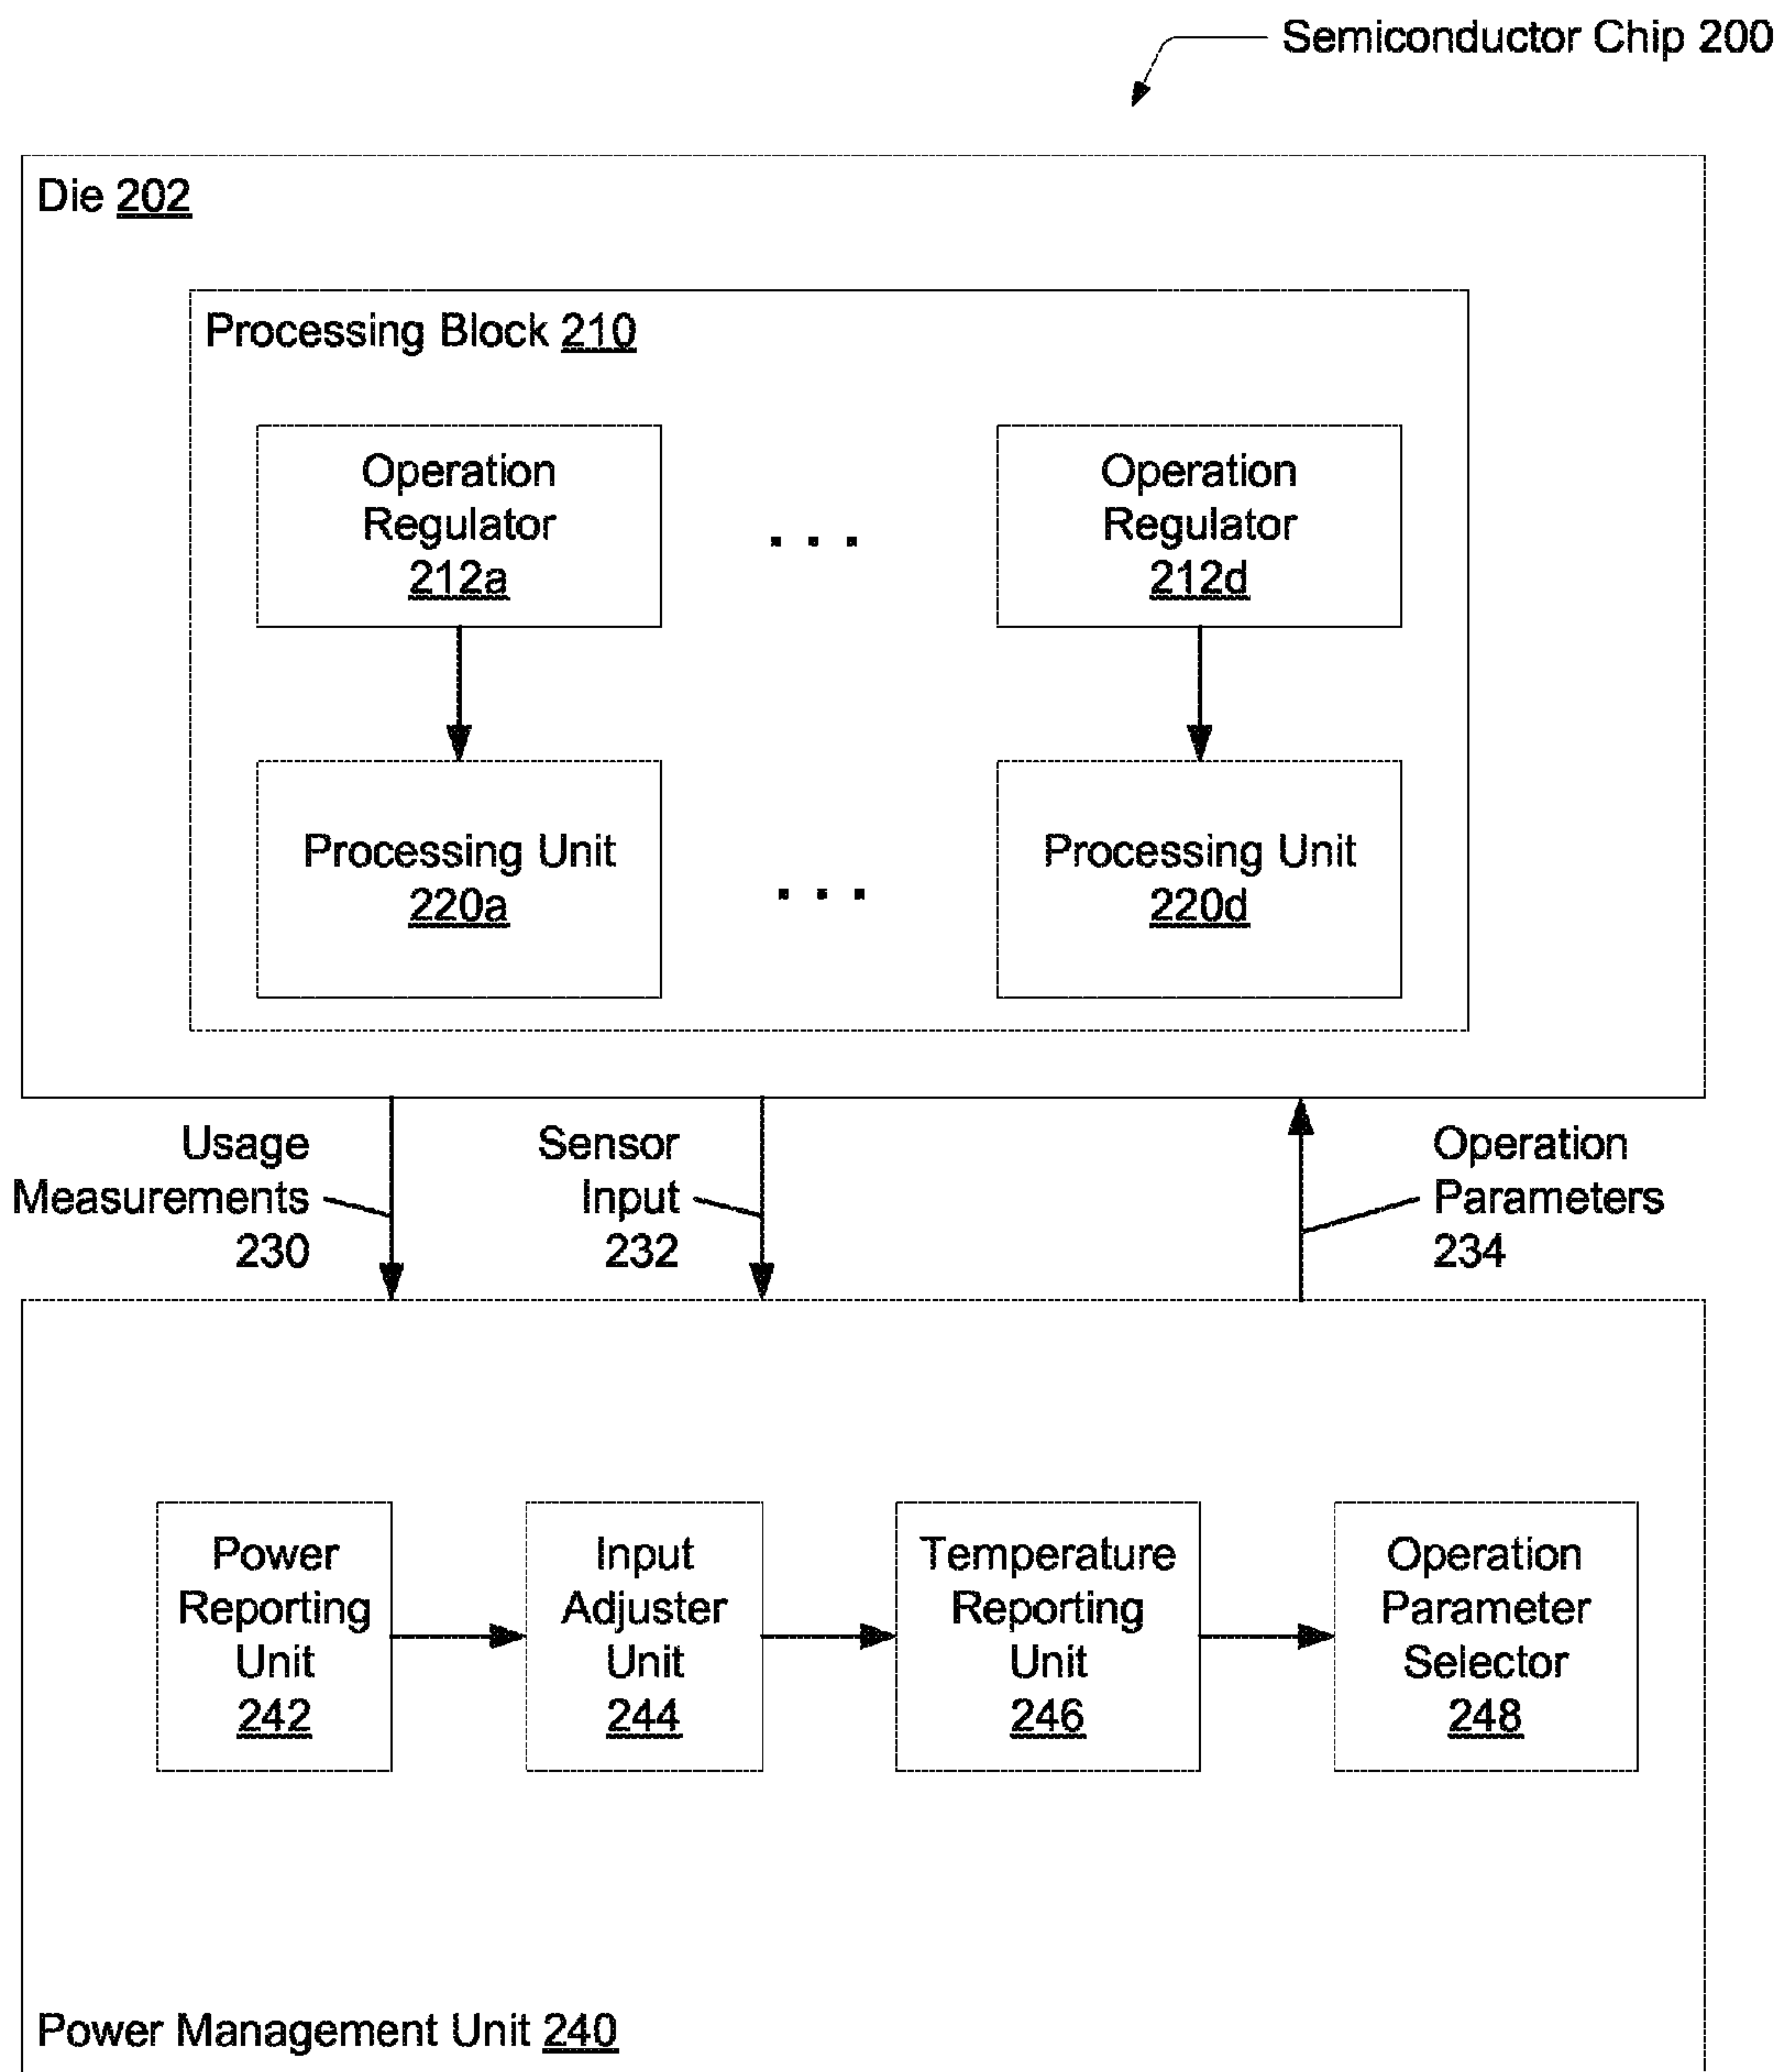 Semiconductor Chip 200
Die 202
Processing Block 210
Operation
Regulator
212a
. . .
Operation
Regulator
212d
Processing Unit
220a
. . .
Processing Unit
220d
Usage
Measurements
230
Sensor
Input
232
Operation
Parameters
234
Power
Reporting
Unit
242
Input
Adjuster
Unit
244
Temperature
Reporting
Unit
246
Operation
Parameter
Selector
248
Power Management Unit 240